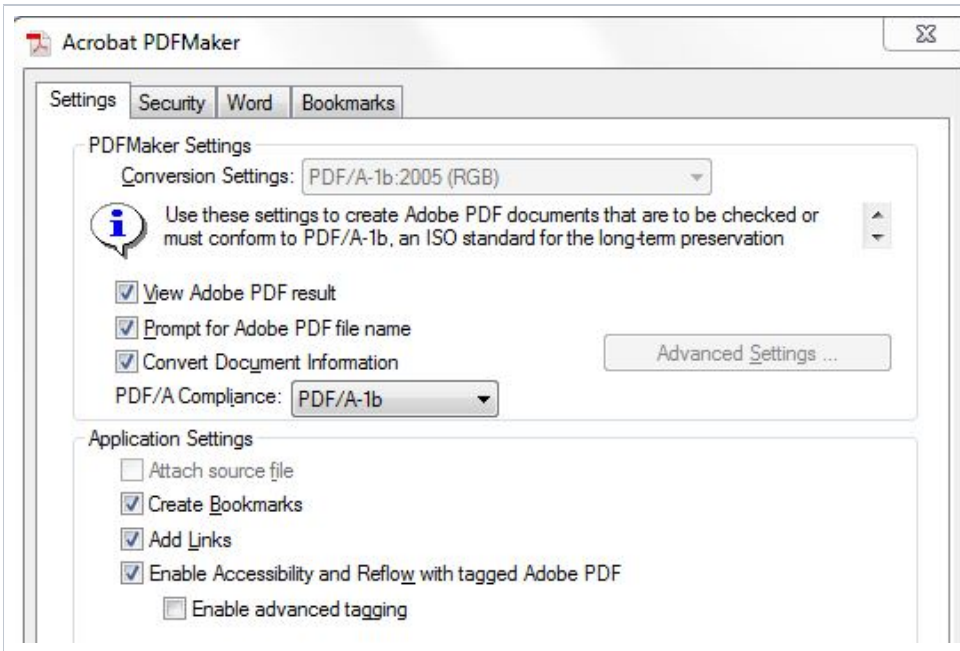 Acrobat PDFMaker
Settings Security Word Bookmarks
PDFMaker Settings
Conversion Settings: PDF/A-1b:2005 (RGB)
Use these settings to create Adobe PDF documents that are to be checked or
must conform to PDF/A-1b, an ISO standard for the long-term preservation
View Adobe PDF result
Prompt for Adobe PDF file name
Convert Document Information
Advanced Settings ...
PDF/A Compliance: PDF/A-1b
Application Settings
Attach source file
Create Bookmarks
Add Links
Enable Accessibility and Reflow with tagged Adobe PDF
Enable advanced tagging